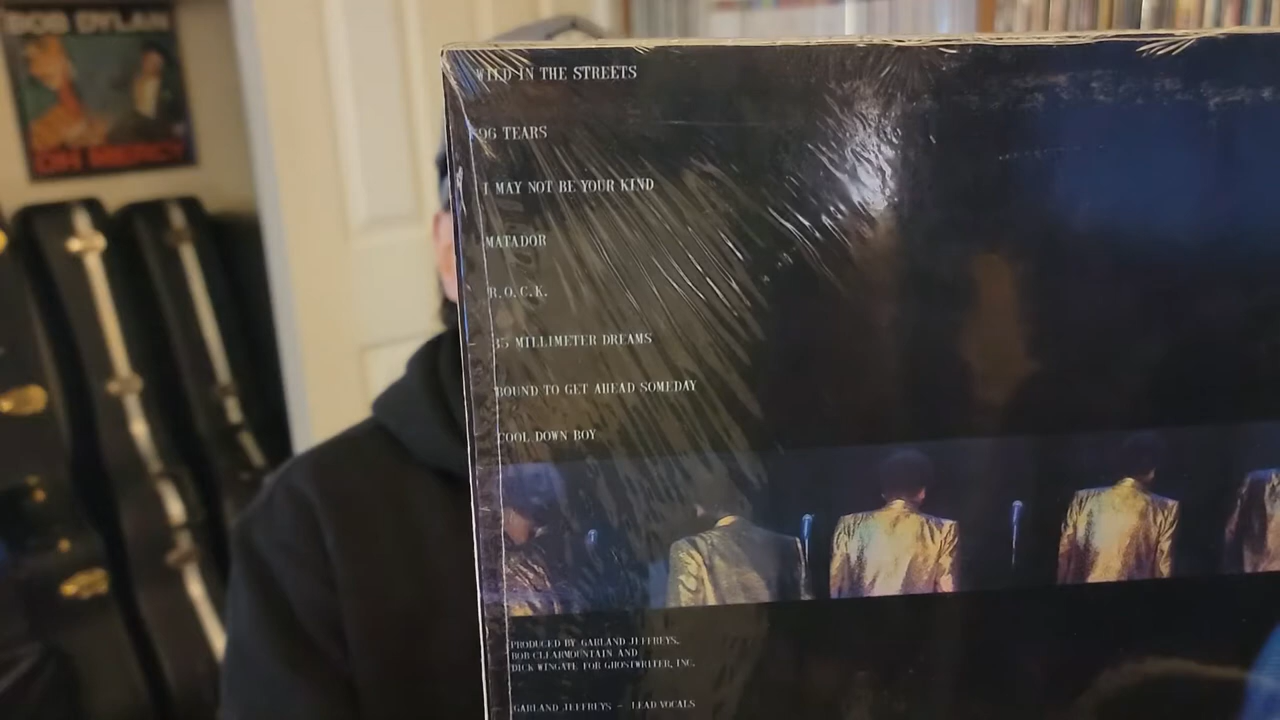 BOB DYLAN
OH MERCY
WILD IN THE STREETS
96 TEARS
I MAY NOT BE YOUR KIND
MATADOR
R.O.C.K.
35 MILLIMETER DREAMS
BOUND TO GET AHEAD SOMEDAY
COOL DOWN BOY
PRODUCED BY GARLAND JEFFREYS,
BOB CLEARMOUNTAIN AND
DICK WINGATE FOR GHOSTWRITER, INC.
GARLAND JEFFREYS – LEAD VOCALS